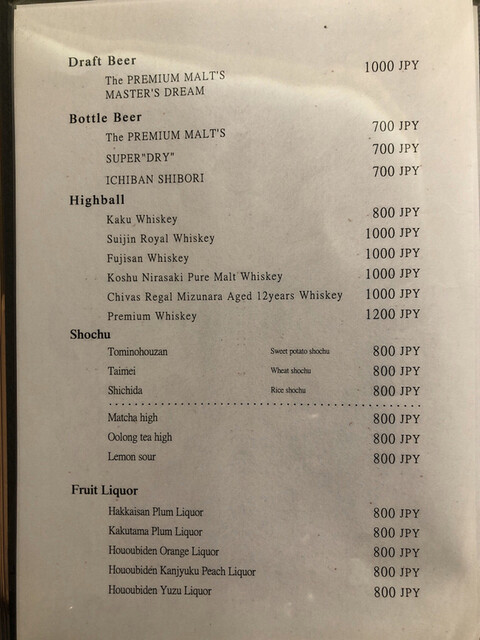 Draft Beer
The PREMIUM MALT'S 1000 JPY
MASTER'S DREAM
Bottle Beer
The PREMIUM MALT'S 700 JPY
SUPER"DRY" 700 JPY
ICHIBAN SHIBORI 700 JPY
Highball
Kaku Whiskey 800 JPY
Suijin Royal Whiskey 1000 JPY
Fujisan Whiskey 1000 JPY
Koshu Nirasaki Pure Malt Whiskey 1000 JPY
Chivas Regal Mizunara Aged 12years Whiskey 1000 JPY
Premium Whiskey 1200 JPY
Shochu
Tominohouzan Sweet potato shochu 800 JPY
Taimei Wheat shochu 800 JPY
Shichida Rice shochu 800 JPY
Matcha high 800 JPY
Oolong tea high 800 JPY
Lemon sour 800 JPY
Fruit Liquor
Hakkaisan Plum Liquor 800 JPY
Kakutama Plum Liquor 800 JPY
Hououbiden Orange Liquor 800 JPY
Hououbiden Kanjyuku Peach Liquor 800 JPY
Hououbiden Yuzu Liquor 800 JPY